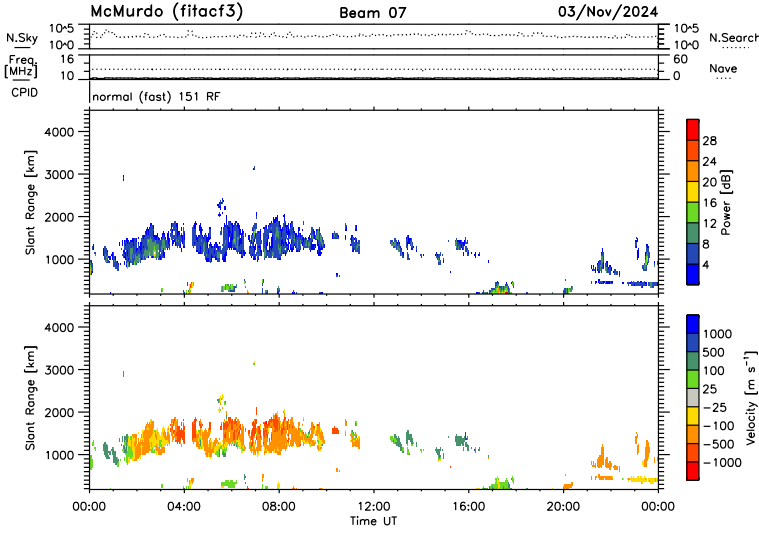 McMurdo (fitacf3) Beam 07 03/Nov/2024
N.Sky 10^5 10^0 10^5 10^0 N.Search
Freq. [MHz] 16 10 60 0 Nave
CPID normal (fast) 151 RF
Slant Range [km] 4000 3000 2000 1000
28 24 20 16 12 8 4 Power [dB]
Slant Range [km] 4000 3000 2000 1000
1000 500 100 25 -25 -100 -500 -1000 Velocity [m s⁻¹]
00:00 04:00 08:00 12:00 16:00 20:00 00:00
Time UT